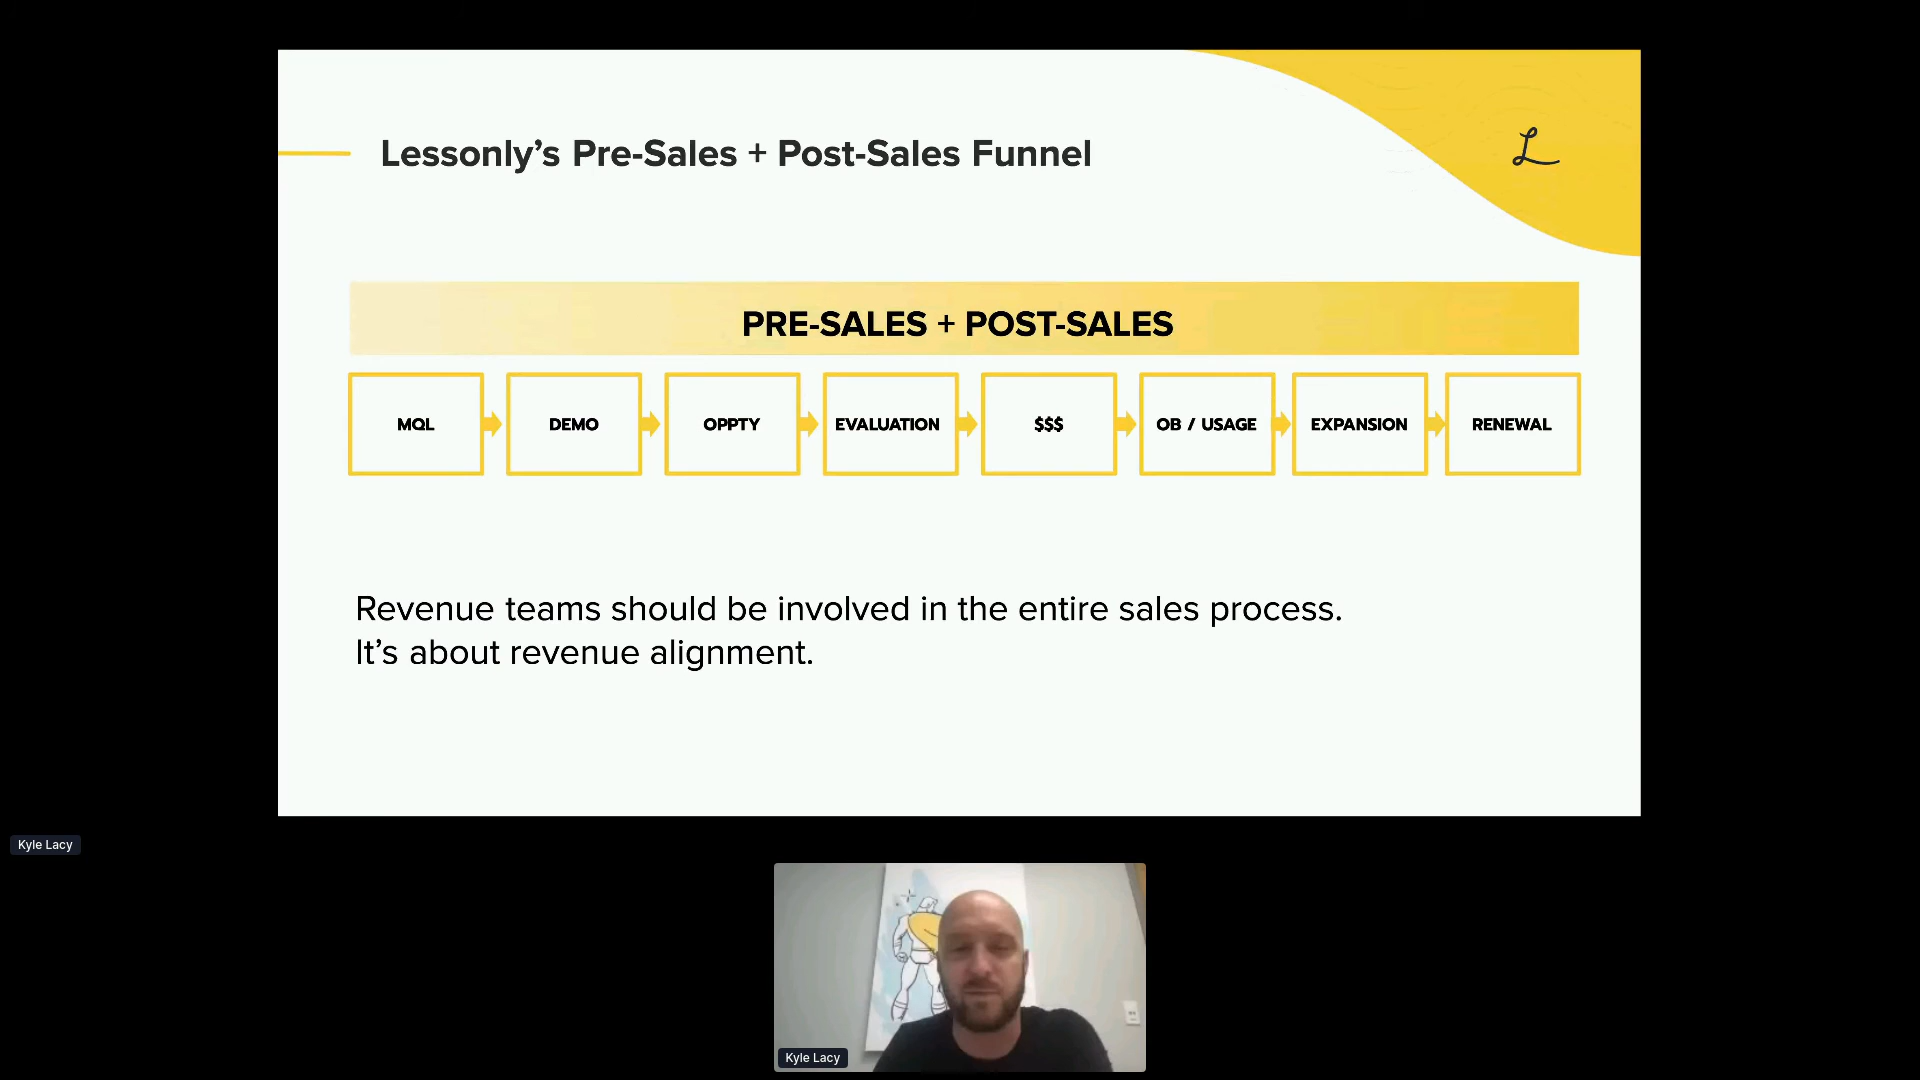 Lessonly’s Pre-Sales + Post-Sales Funnel
L
PRE-SALES + POST-SALES
MQL
DEMO
OPPTY
EVALUATION
$$$
OB / USAGE
EXPANSION
RENEWAL
Revenue teams should be involved in the entire sales process.
It’s about revenue alignment.
Kyle Lacy
Kyle Lacy